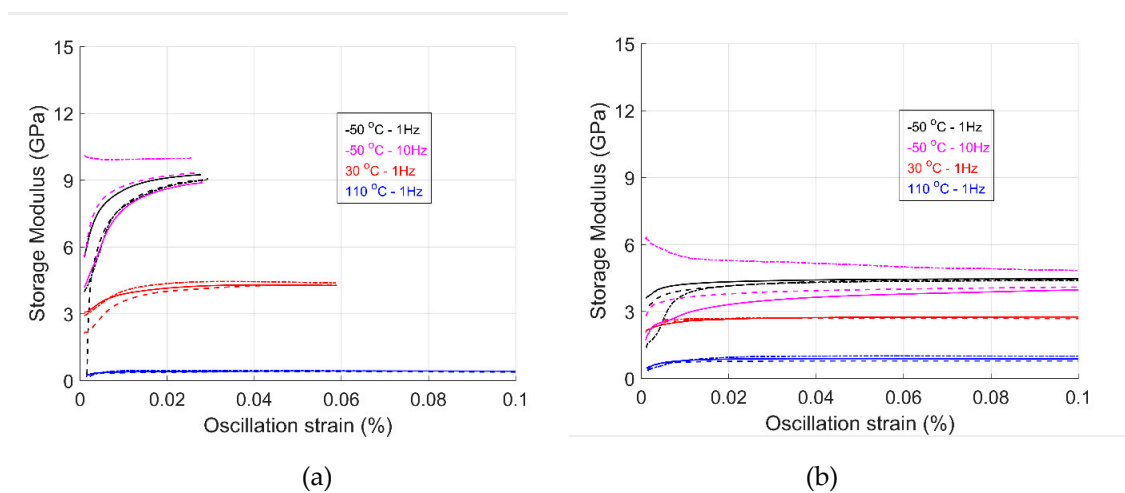 15
12
9
6
3
0
Storage Modulus (GPa)
-50 °C - 1Hz
-50 °C - 10Hz
30 °C - 1Hz
110 °C - 1Hz
0 0.02 0.04 0.06 0.08 0.1
Oscillation strain (%)
(a)
15
12
9
6
3
0
Storage Modulus (GPa)
-50 °C - 1Hz
-50 °C - 10Hz
30 °C - 1Hz
110 °C - 1Hz
0 0.02 0.04 0.06 0.08 0.1
Oscillation strain (%)
(b)